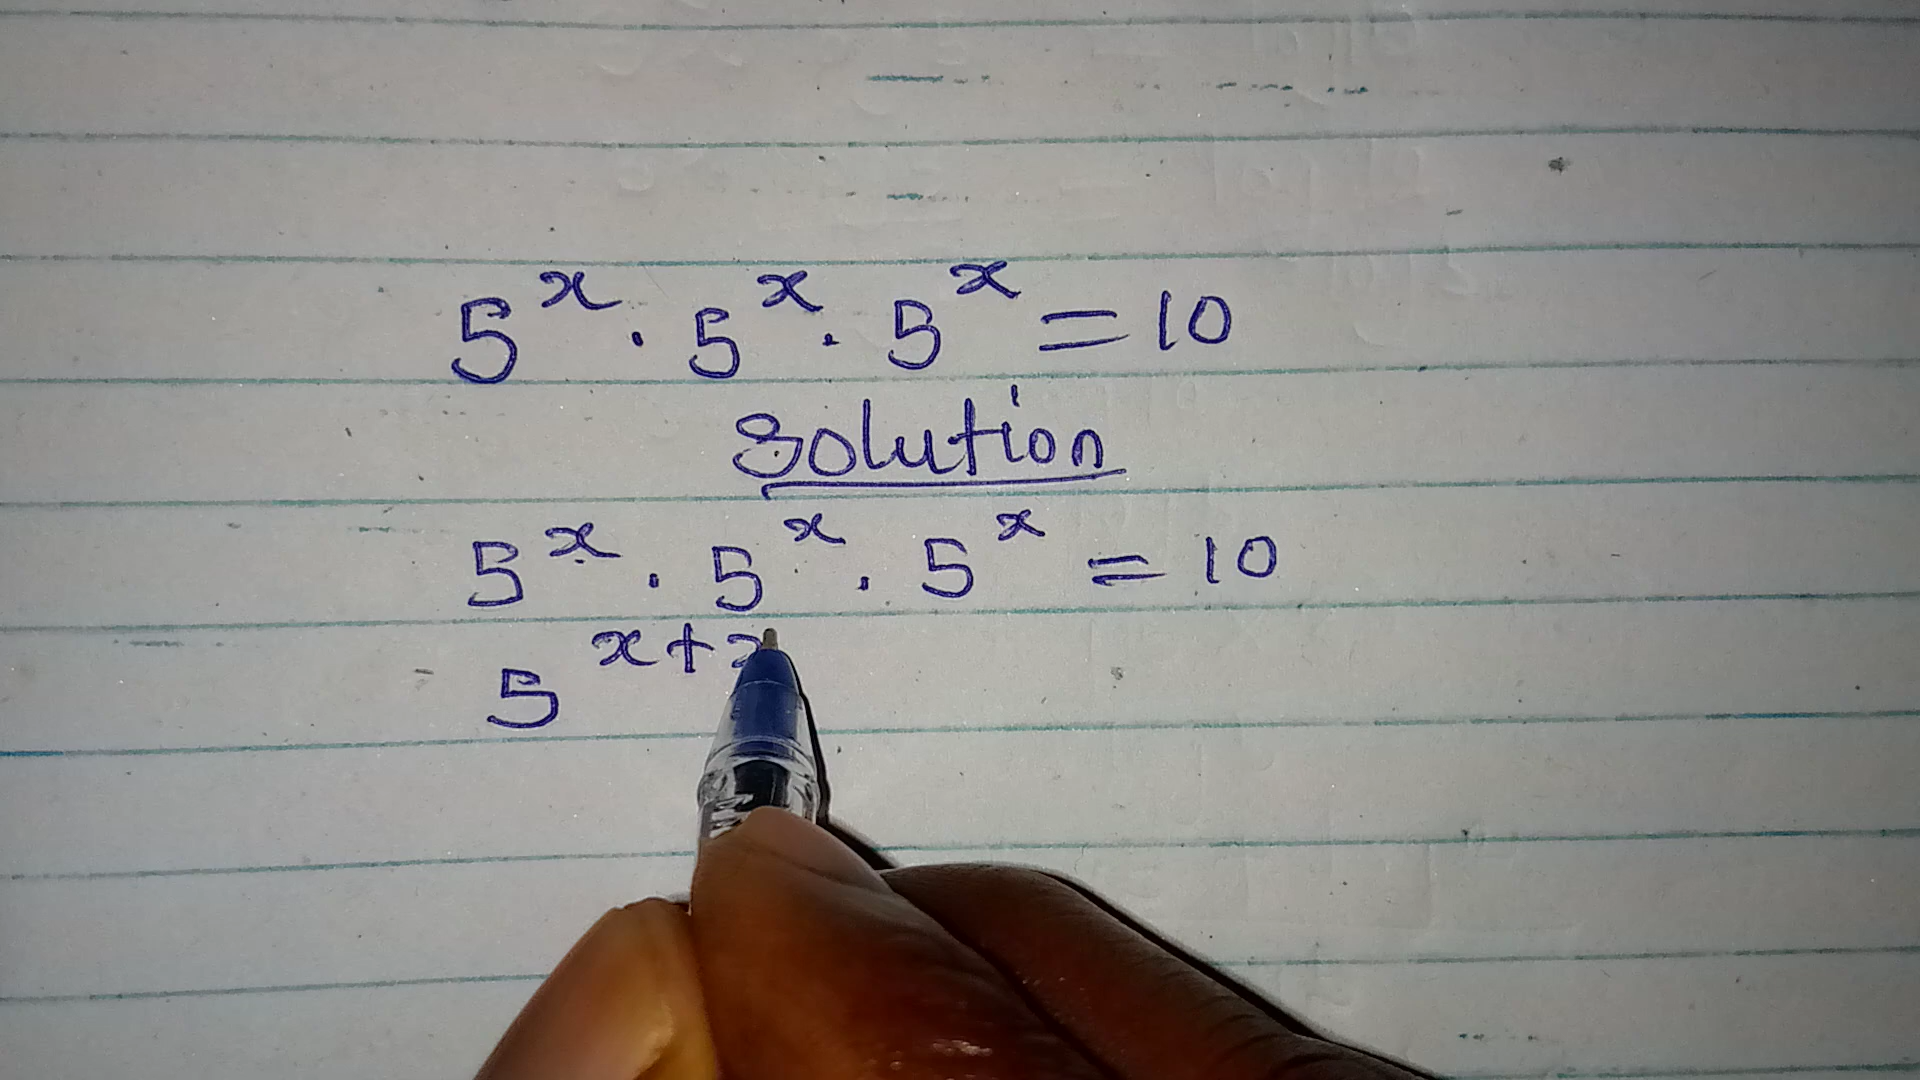 5^x . 5^x . 5^x = 10
Solution
5^x . 5^x . 5^x = 10
5^x+